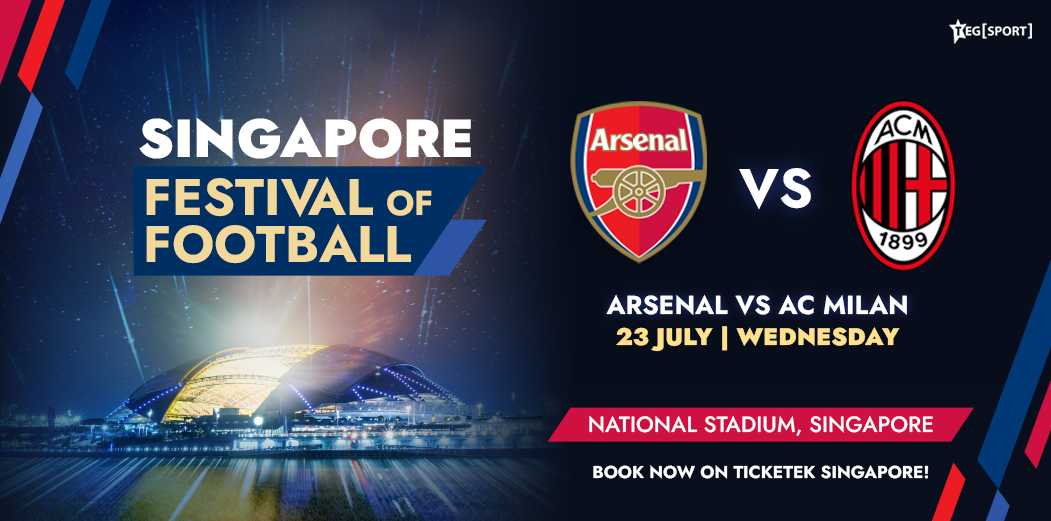 TEG[SPORT]
SINGAPORE
FESTIVAL OF
FOOTBALL
Arsenal
VS
ACM
1899
ARSENAL VS AC MILAN
23 JULY | WEDNESDAY
NATIONAL STADIUM, SINGAPORE
BOOK NOW ON TICKETEK SINGAPORE!